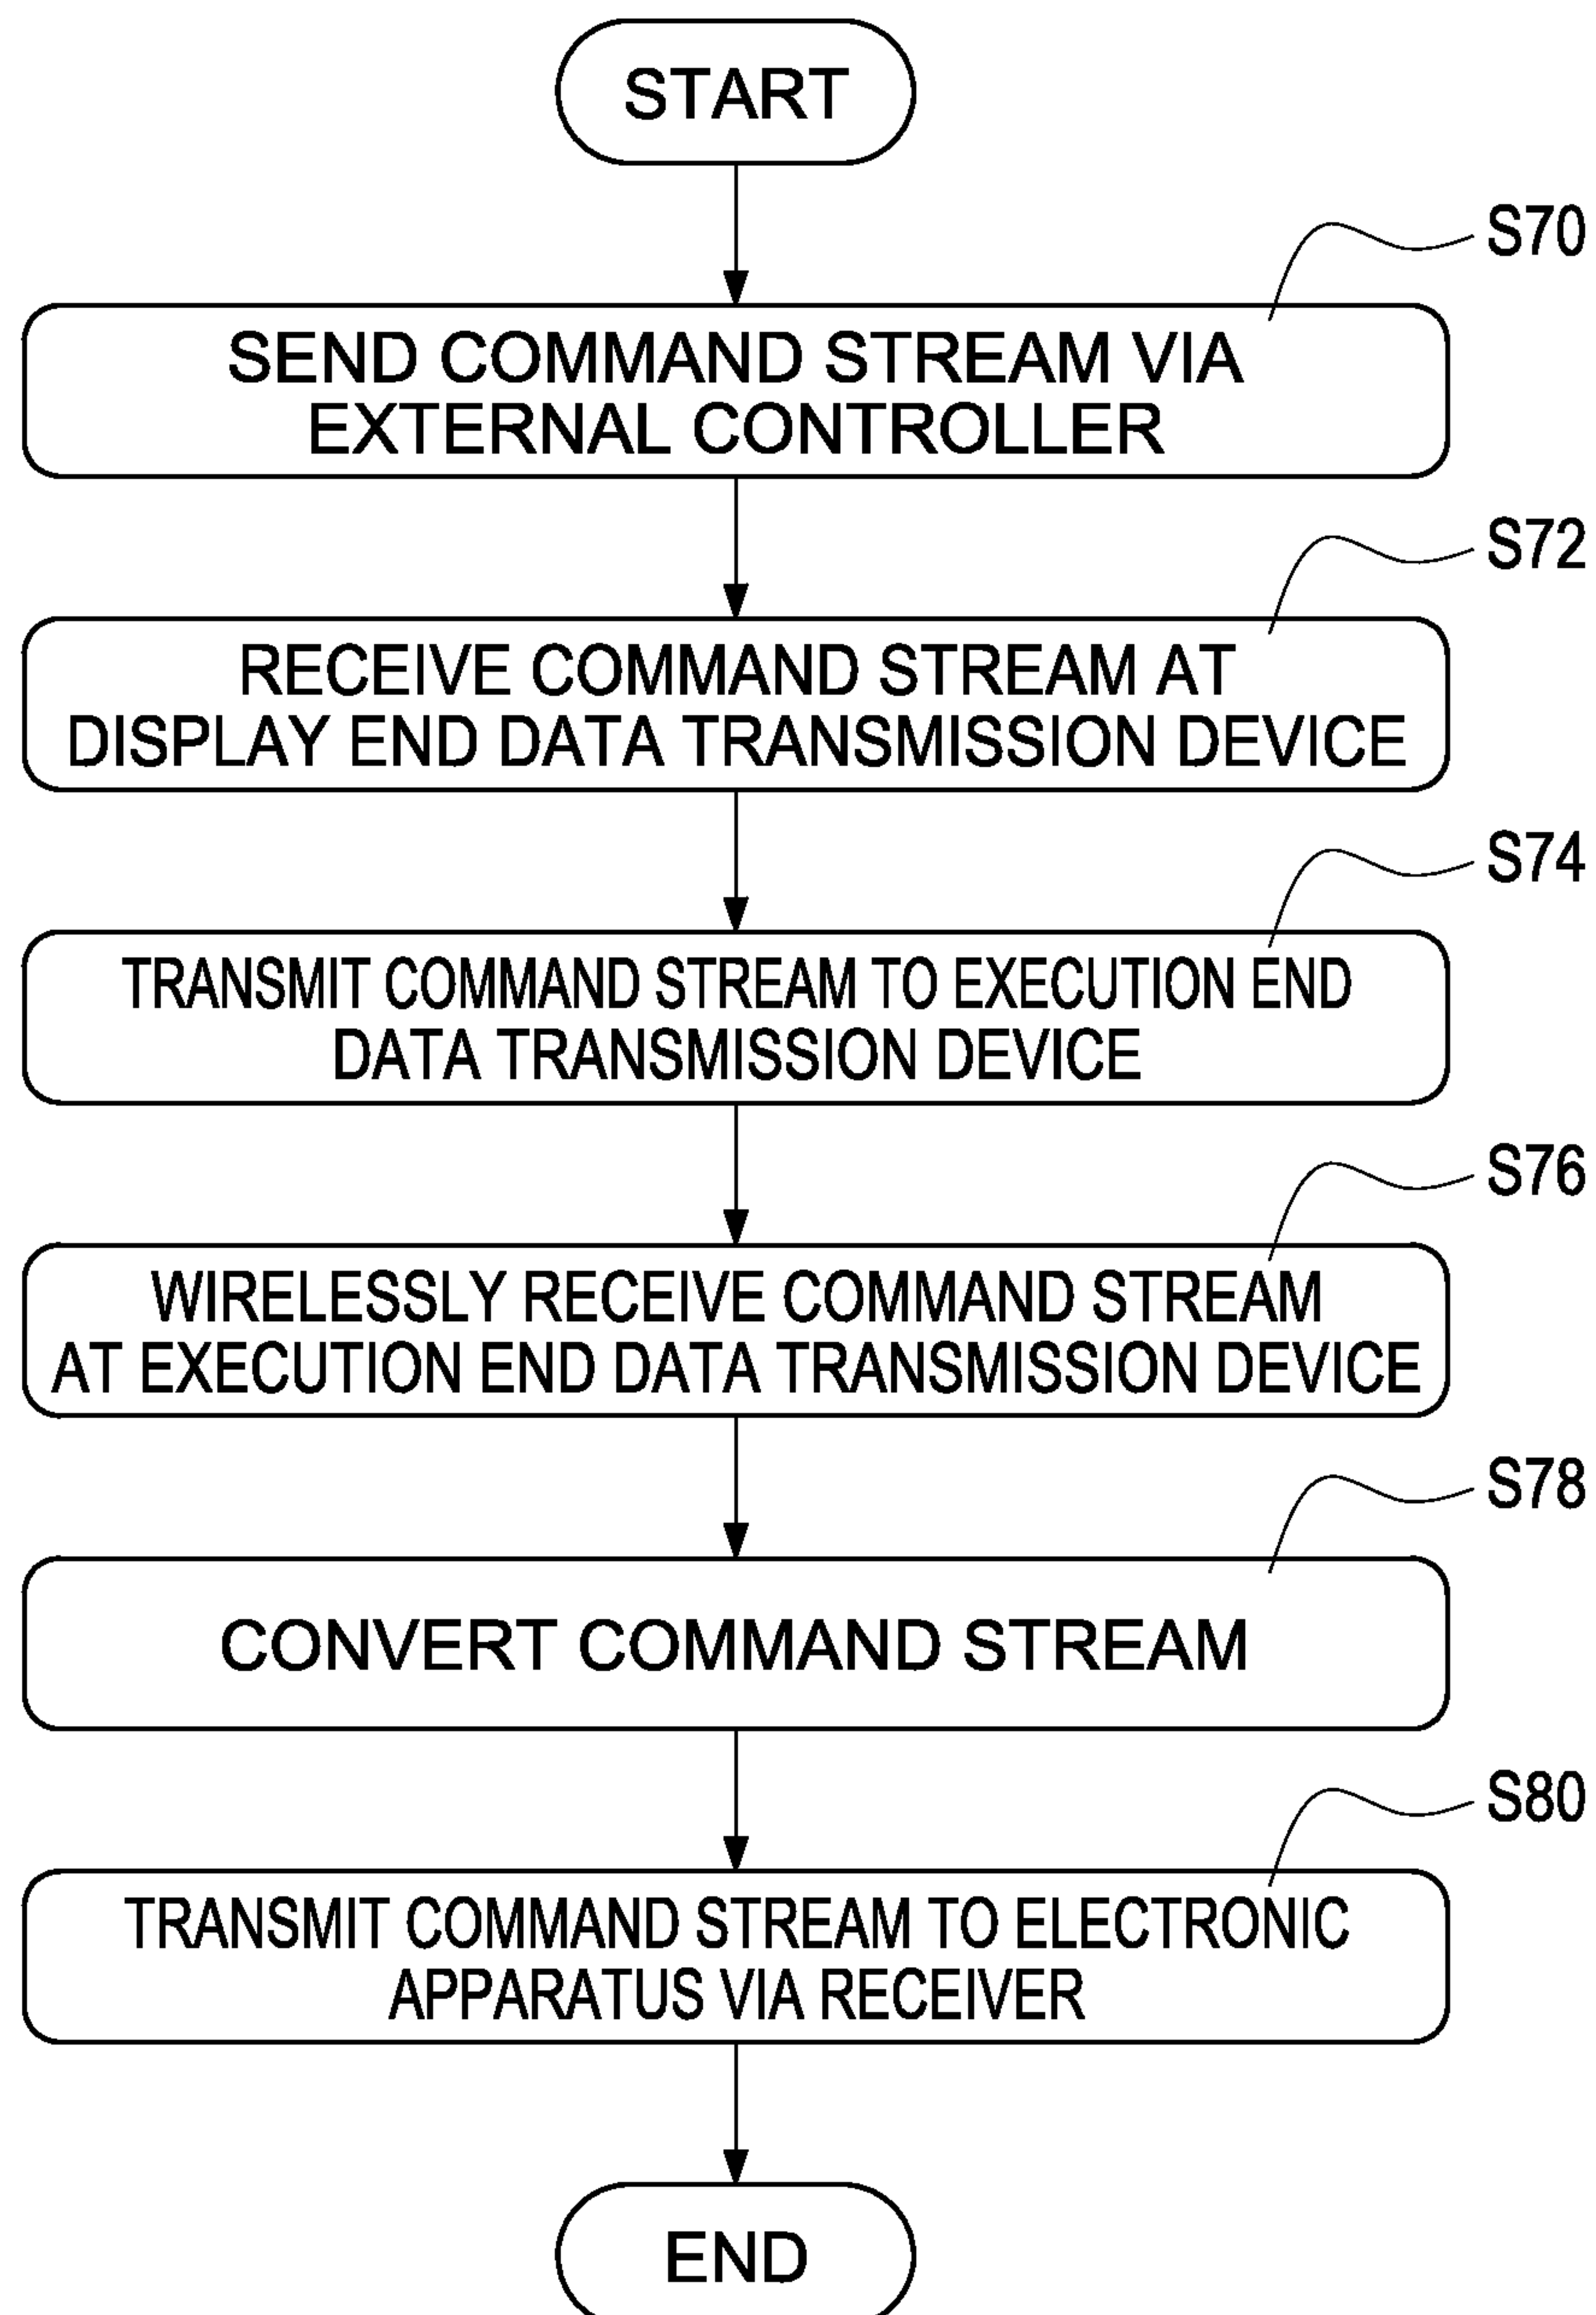 START
S70
SEND COMMAND STREAM VIA
EXTERNAL CONTROLLER
S72
RECEIVE COMMAND STREAM AT
DISPLAY END DATA TRANSMISSION DEVICE
S74
TRANSMIT COMMAND STREAM TO EXECUTION END
DATA TRANSMISSION DEVICE
S76
WIRELESSLY RECEIVE COMMAND STREAM
AT EXECUTION END DATA TRANSMISSION DEVICE
S78
CONVERT COMMAND STREAM
S80
TRANSMIT COMMAND STREAM TO ELECTRONIC
APPARATUS VIA RECEIVER
END